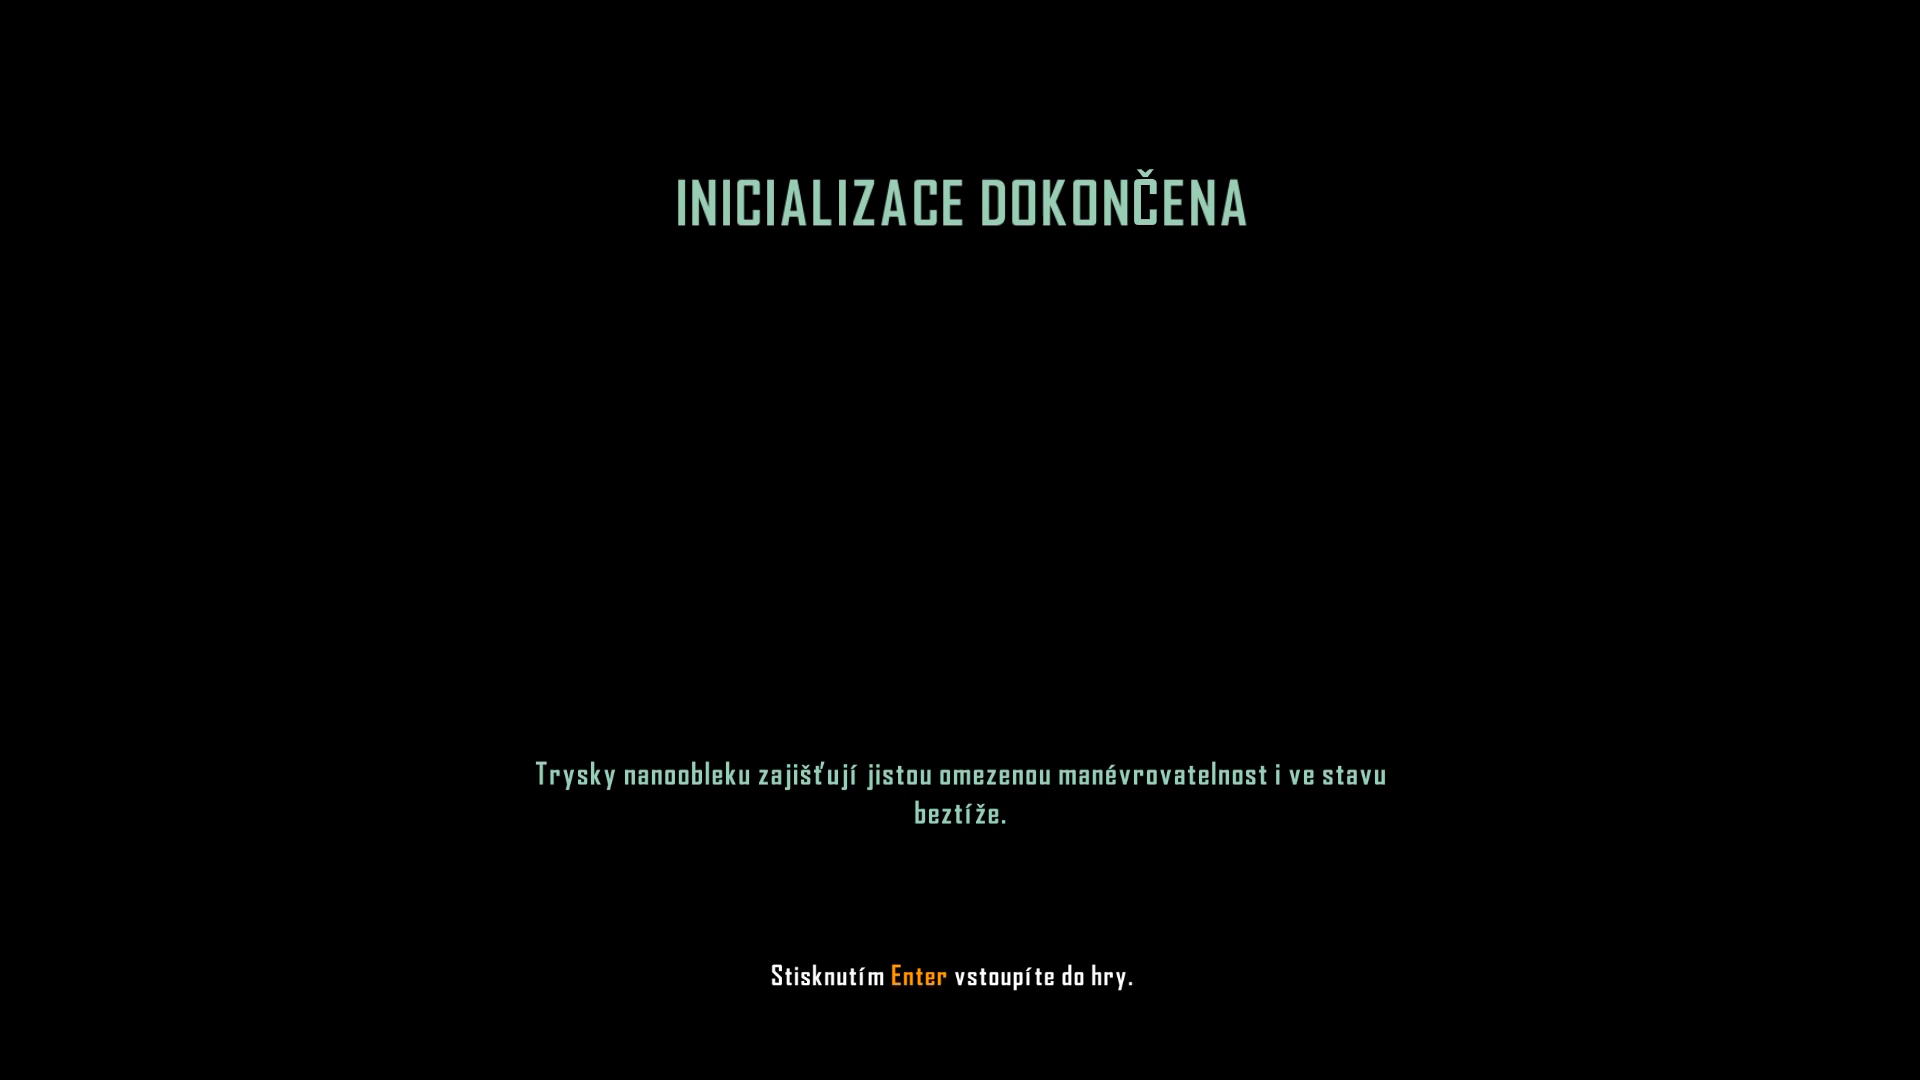 INICIALIZACE DOKONČENA
Trysky nanoobleku zajišťují jistou omezenou manévrovatelnost i ve stavu
beztíže.
Stisknutím Enter vstoupíte do hry.